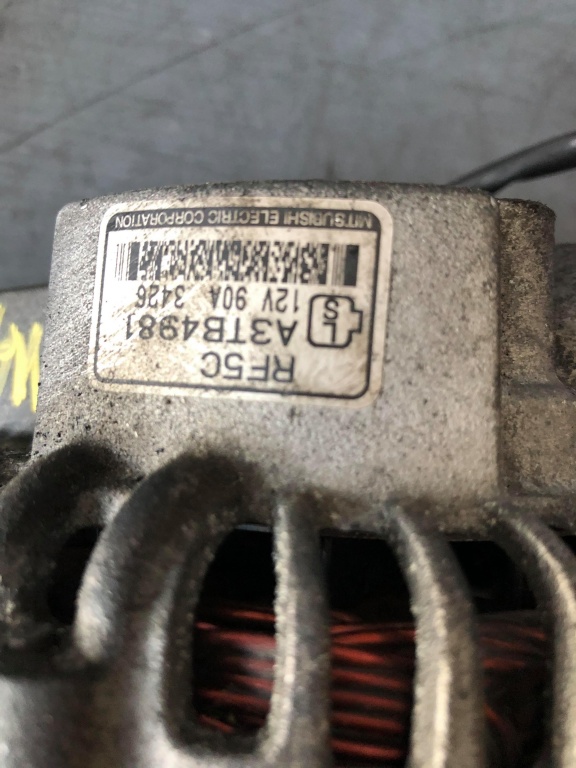 RF5C
A3TB4981
L
S
12V 90A 3426
MITSUBISHI ELECTRIC CORPORATION